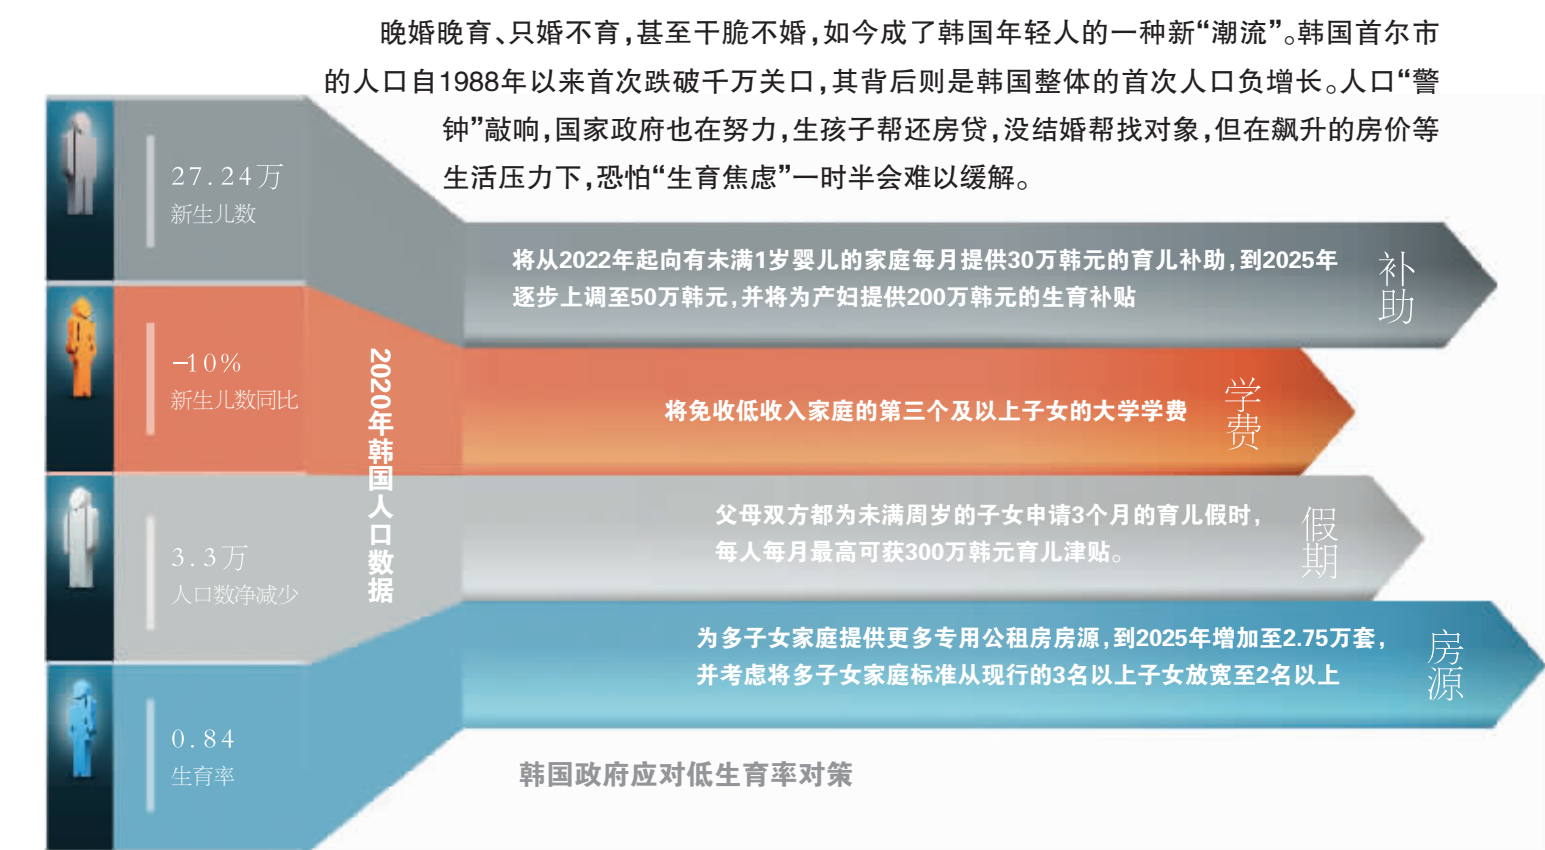 晚婚晚育、只婚不育，甚至干脆不婚，如今成了韩国年轻人的一种新“潮流”。韩国首尔市
的人口自1988年以来首次跌破千万关口，其背后则是韩国整体的首次人口负增长。人口“警
钟”敲响，国家政府也在努力，生孩子帮还房贷，没结婚帮找对象，但在飙升的房价等
生活压力下，恐怕“生育焦虑”一时半会难以缓解。
27.24万
新生儿数
-10%
新生儿数同比
3.3万
人口数净减少
0.84
生育率
2020年韩国人口数据
将从2022年起向有未满1岁婴儿的家庭每月提供30万韩元的育儿补助，到2025年
逐步上调至50万韩元，并将为产妇提供200万韩元的生育补贴
补助
将免收低收入家庭的第三个及以上子女的大学学费
学费
父母双方都为未满周岁的子女申请3个月的育儿假时，
每人每月最高可获300万韩元育儿津贴。
假期
为多子女家庭提供更多专用公租房房源，到2025年增加至2.75万套，
并考虑将多子女家庭标准从现行的3名以上子女放宽至2名以上
房源
韩国政府应对低生育率对策